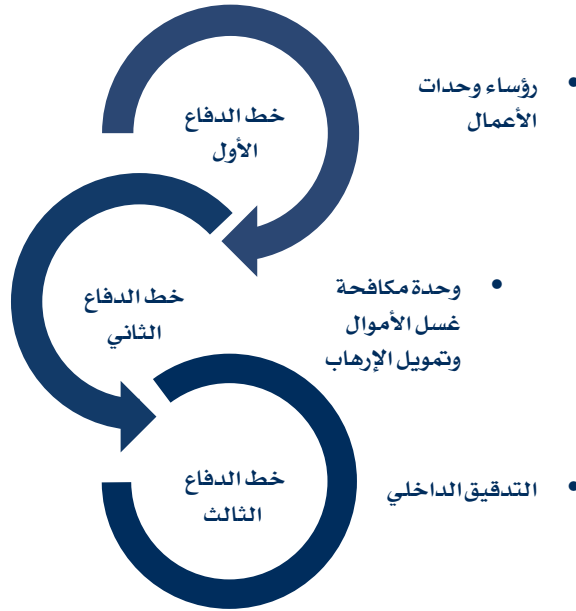 خط الدفاع
الأول
• رؤساء وحدات
الأعمال
خط الدفاع
الثاني
• وحدة مكافحة
غسل الأموال
وتمويل الإرهاب
خط الدفاع
الثالث
• التدقيق الداخلي